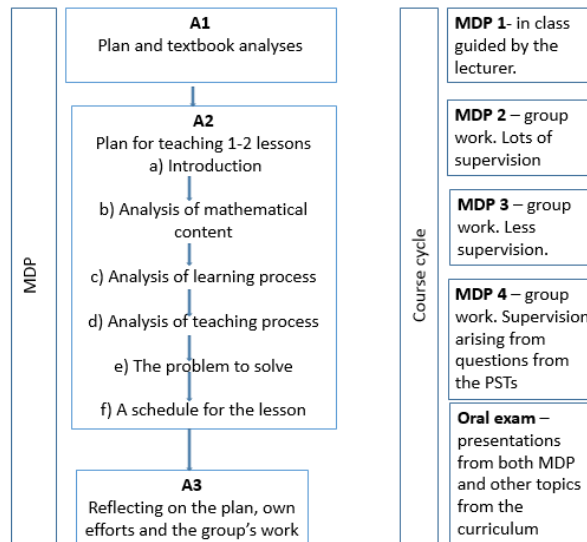 MDP
A1
Plan and textbook analyses
A2
Plan for teaching 1-2 lessons
a) Introduction
b) Analysis of mathematical
content
c) Analysis of learning process
d) Analysis of teaching process
e) The problem to solve
f) A schedule for the lesson
A3
Reflecting on the plan, own
efforts and the group's work
Course cycle
MDP 1- in class
guided by the
lecturer.
MDP 2 – group
work. Lots of
supervision
MDP 3 – group
work. Less
supervision.
MDP 4 – group
work. Supervision
arising from
questions from
the PSTs
Oral exam –
presentations
from both MDP
and other topics
from the
curriculum